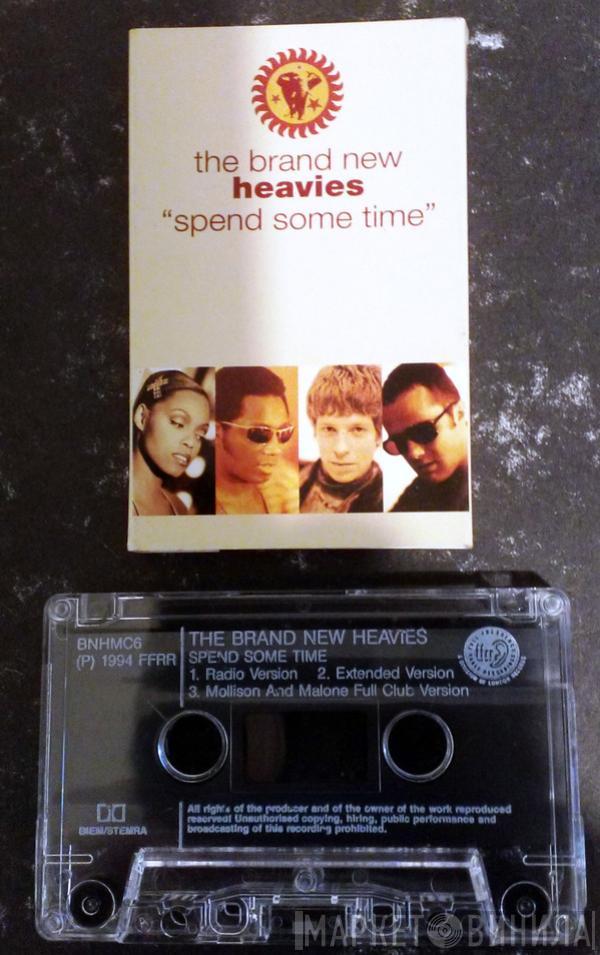 the brand new
heavies
“spend some time”
BNHMC6
(P) 1994 FFRR
THE BRAND NEW HEAVIES
SPEND SOME TIME
1. Radio Version 2. Extended Version
3. Mollison And Malone Full Club Version
ffrr
BIEM/STEMRA
All rights of the producer and of the owner of the work reproduced
reserved Unauthorised copying, hiring, public performance and
broadcasting of this recording prohibited.
МАРКЕТ ВИНИЛА